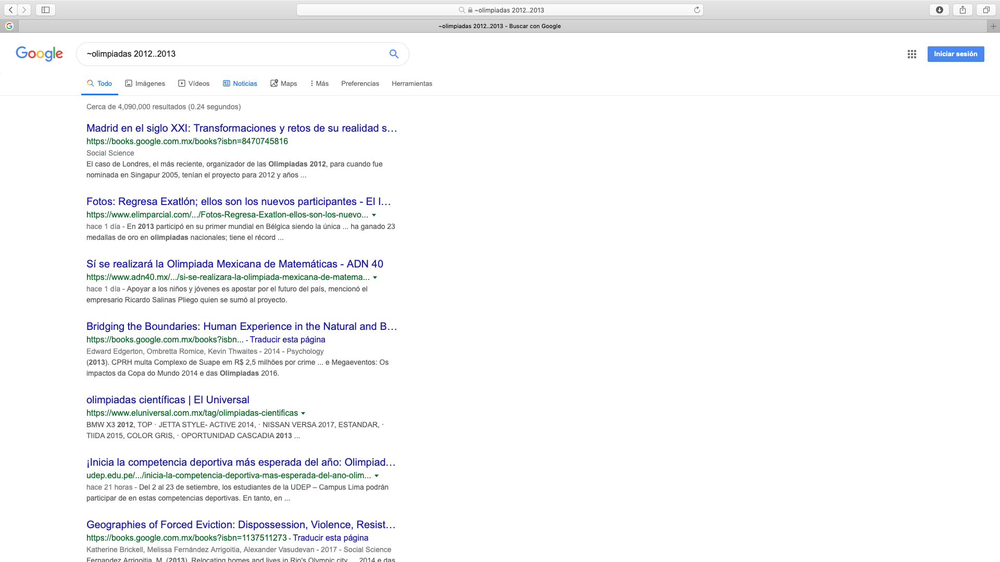 ~olimpiadas 2012..2013
~olimpiadas 2012..2013 - Buscar con Google
Google
~olimpiadas 2012..2013
Iniciar sesión
Todo Imágenes Vídeos Noticias Maps Más Preferencias Herramientas
Cerca de 4,090,000 resultados (0.24 segundos)
Madrid en el siglo XXI: Transformaciones y retos de su realidad s...
https://books.google.com.mx/books?isbn=8470745816
Social Science
El caso de Londres, el más reciente, organizador de las Olimpiadas 2012, para cuando fue
nominada en Singapur 2005, tenían el proyecto para 2012 y años ...
Fotos: Regresa Exatlón; ellos son los nuevos participantes - El I...
https://www.elimparcial.com/.../Fotos-Regresa-Exatlon-ellos-son-los-nuevo...
hace 1 día - En 2013 participó en su primer mundial en Bélgica siendo la única ... ha ganado 23
medallas de oro en olimpiadas nacionales; tiene el récord ...
Sí se realizará la Olimpiada Mexicana de Matemáticas - ADN 40
https://www.adn40.mx/.../si-se-realizara-la-olimpiada-mexicana-de-matema...
hace 1 día - Apoyar a los niños y jóvenes es apostar por el futuro del país, mencionó el
empresario Ricardo Salinas Pliego quien se sumó al proyecto.
Bridging the Boundaries: Human Experience in the Natural and B...
https://books.google.com.mx/books?isbn... - Traducir esta página
Edward Edgerton, Ombretta Romice, Kevin Thwaites - 2014 - Psychology
(2013). CPRH multa Complexo de Suape em R$ 2,5 milhões por crime ... e Megaeventos: Os
impactos da Copa do Mundo 2014 e das Olimpiadas 2016.
olimpiadas científicas | El Universal
https://www.eluniversal.com.mx/tag/olimpiadas-cientificas
BMW X3 2012, TOP · JETTA STYLE- ACTIVE 2014, · NISSAN VERSA 2017, ESTANDAR, ·
TIIDA 2015, COLOR GRIS, · OPORTUNIDAD CASCADIA 2013 ...
¡Inicia la competencia deportiva más esperada del año: Olimpiad...
udep.edu.pe/.../inicia-la-competencia-deportiva-mas-esperada-del-ano-olim...
hace 21 horas - Del 2 al 23 de setiembre, los estudiantes de la UDEP – Campus Lima podrán
participar de en estas competencias deportivas. En tanto, en ...
Geographies of Forced Eviction: Dispossession, Violence, Resist...
https://books.google.com.mx/books?isbn=1137511273 - Traducir esta página
Katherine Brickell, Melissa Fernández Arrigoitia, Alexander Vasudevan - 2017 - Social Science
Fernandez Arrigoitia, M. (2013). Relocating homes and lives in Rio's Olympic city. ... 2014 e das